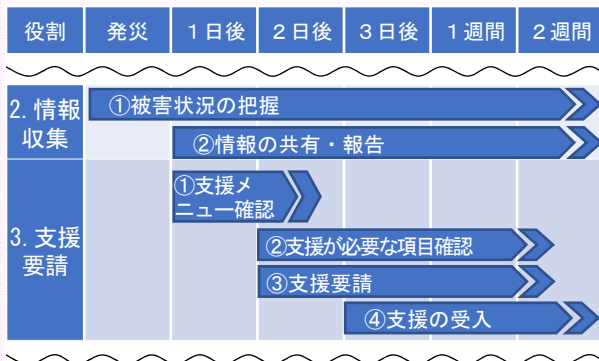 役割 発災 １日後 ２日後 ３日後 １週間 ２週間
2. 情報
収集
①被害状況の把握
②情報の共有・報告
3. 支援
要請
①支援メ
ニュー確認
②支援が必要な項目確認
③支援要請
④支援の受入